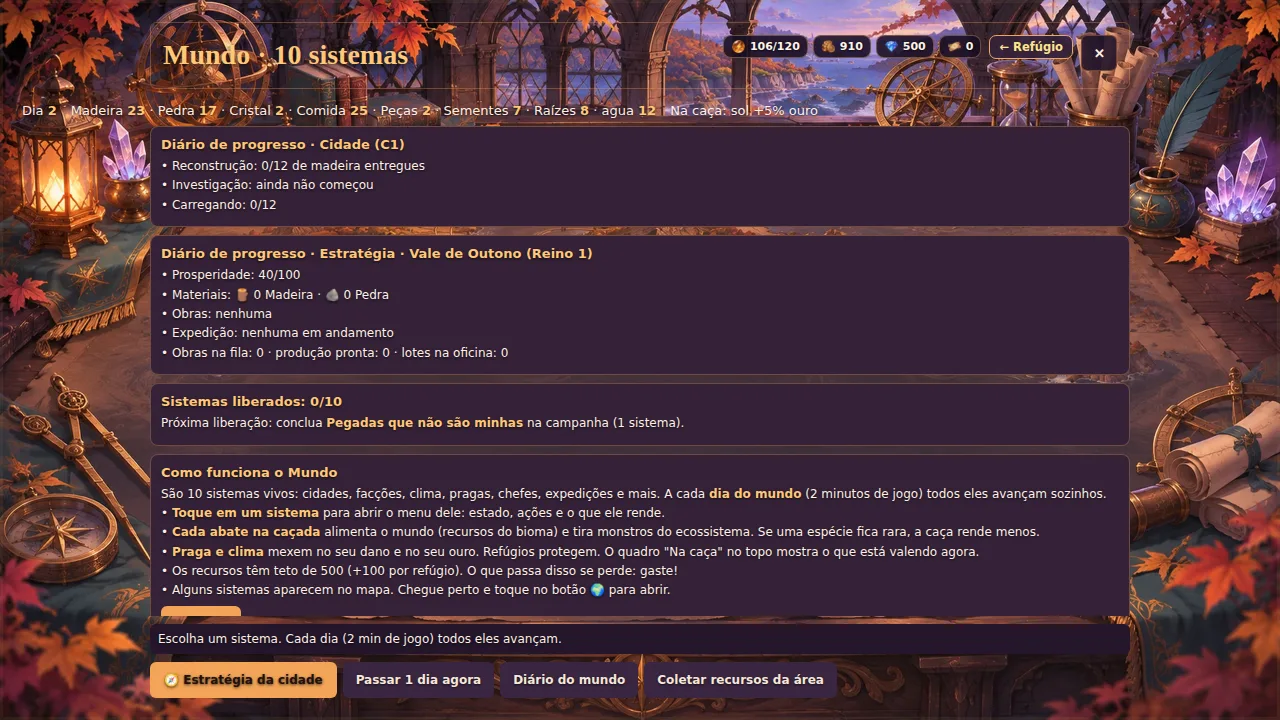 Mundo · 10 sistemas
106/120 910 500 0 ← Refúgio ×
Dia 2 · Madeira 23 · Pedra 17 · Cristal 2 · Comida 25 · Peças 2 · Sementes 7 · Raízes 8 · agua 12 Na caça: sol, +5% ouro
Diário de progresso · Cidade (C1)
• Reconstrução: 0/12 de madeira entregues
• Investigação: ainda não começou
• Carregando: 0/12
Diário de progresso · Estratégia · Vale de Outono (Reino 1)
• Prosperidade: 40/100
• Materiais: 🪵 0 Madeira · 🪨 0 Pedra
• Obras: nenhuma
• Expedição: nenhuma em andamento
• Obras na fila: 0 · produção pronta: 0 · lotes na oficina: 0
Sistemas liberados: 0/10
Próxima liberação: conclua Pegadas que não são minhas na campanha (1 sistema).
Como funciona o Mundo
São 10 sistemas vivos: cidades, facções, clima, pragas, chefes, expedições e mais. A cada dia do mundo (2 minutos de jogo) todos eles avançam sozinhos.
• Toque em um sistema para abrir o menu dele: estado, ações e o que ele rende.
• Cada abate na caçada alimenta o mundo (recursos do bioma) e tira monstros do ecossistema. Se uma espécie fica rara, a caça rende menos.
• Praga e clima mexem no seu dano e no seu ouro. Refúgios protegem. O quadro "Na caça" no topo mostra o que está valendo agora.
• Os recursos têm teto de 500 (+100 por refúgio). O que passa disso se perde: gaste!
• Alguns sistemas aparecem no mapa. Chegue perto e toque no botão 🌍 para abrir.
Escolha um sistema. Cada dia (2 min de jogo) todos eles avançam.
🧭 Estratégia da cidade Passar 1 dia agora Diário do mundo Coletar recursos da área